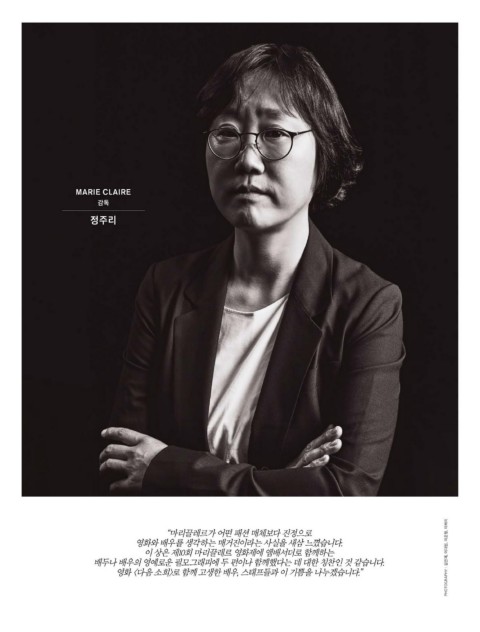 MARIE CLAIRE
감독
정주리
“마리끌레르가 어떤 패션 매체보다 진정으로
영화와 배우를 생각하는 매거진이라는 사실을 새삼 느꼈습니다.
이 상은 제10회 마리끌레르 영화제에 앰배서더로 함께하는
배두나 배우의 명예로운 필모그래피에 두 편이나 함께했다는 데 대한 칭찬인 것 같습니다.
영화 <다음 소희>로 함께 고생한 배우, 스태프들과 이 기쁨을 나누겠습니다.”
PHOTOGRAPHY